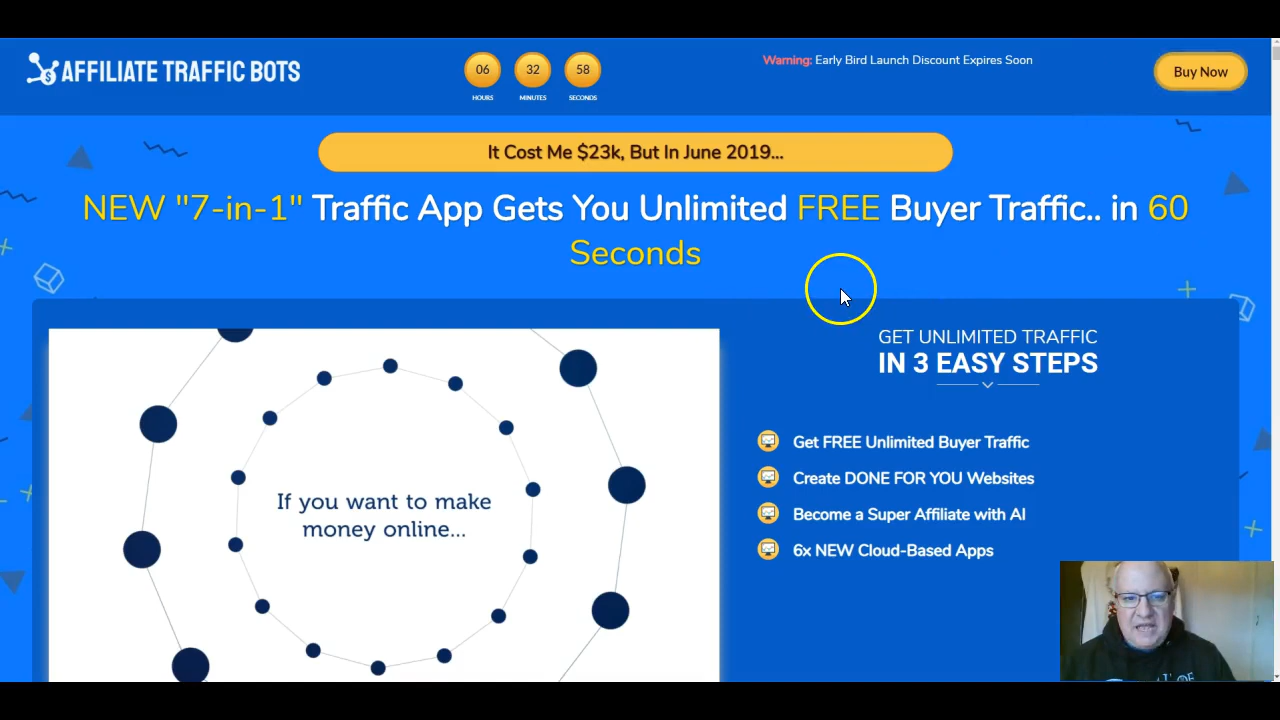 AFFILIATE TRAFFIC BOTS
06 32 58
HOURS MINUTES SECONDS
Warning: Early Bird Launch Discount Expires Soon
Buy Now
It Cost Me $23k, But In June 2019...
NEW "7-in-1" Traffic App Gets You Unlimited FREE Buyer Traffic.. in 60
Seconds
If you want to make
money online...
GET UNLIMITED TRAFFIC
IN 3 EASY STEPS
Get FREE Unlimited Buyer Traffic
Create DONE FOR YOU Websites
Become a Super Affiliate with AI
6x NEW Cloud-Based Apps